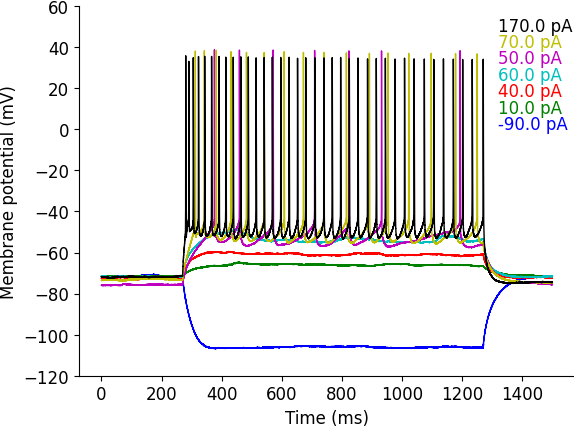 60
40
20
0
−20
−40
−60
−80
−100
−120
Membrane potential (mV)
170.0 pA
70.0 pA
50.0 pA
60.0 pA
40.0 pA
10.0 pA
-90.0 pA
0 200 400 600 800 1000 1200 1400
Time (ms)